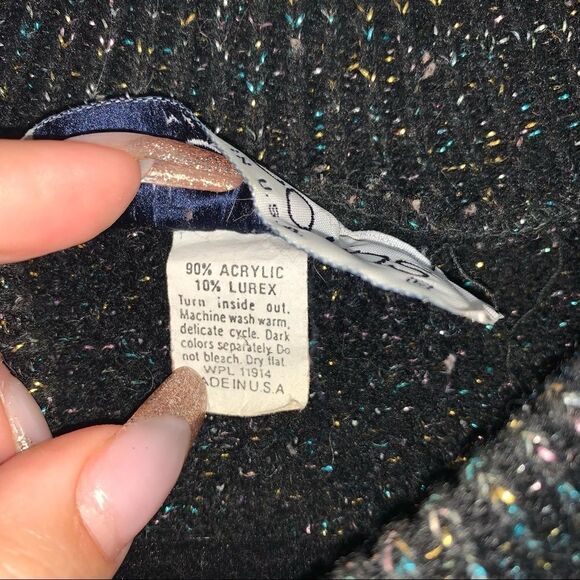 90% ACRYLIC
10% LUREX
Turn inside out.
Machine wash warm,
delicate cycle. Dark
colors separately. Do
not bleach. Dry flat
WPL 11914
MADE IN U.S.A